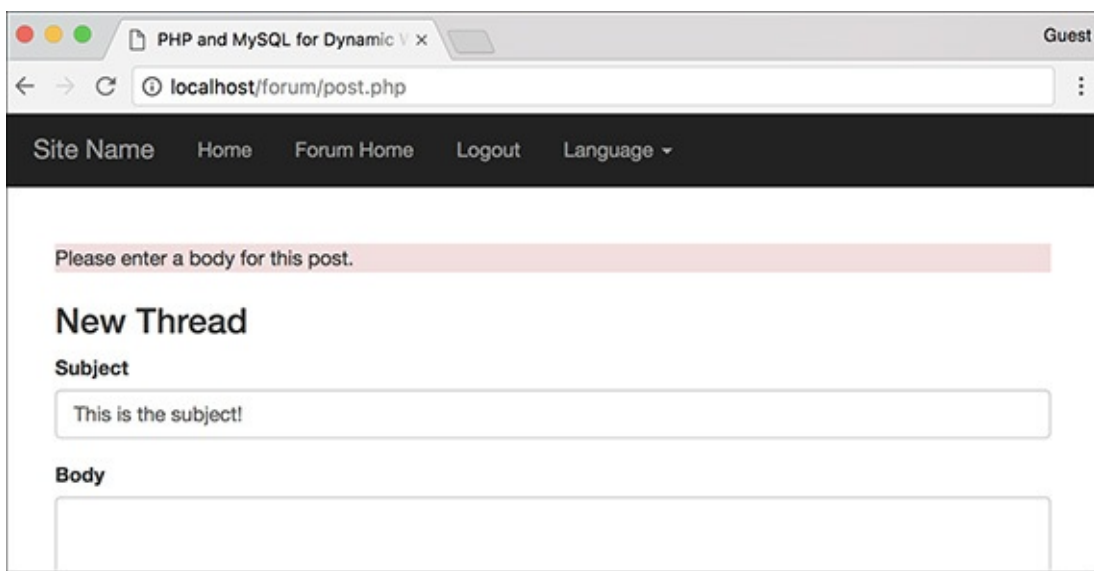 PHP and MySQL for Dynamic
Guest
localhost/forum/post.php
Site Name Home Forum Home Logout Language
Please enter a body for this post.
New Thread
Subject
This is the subject!
Body